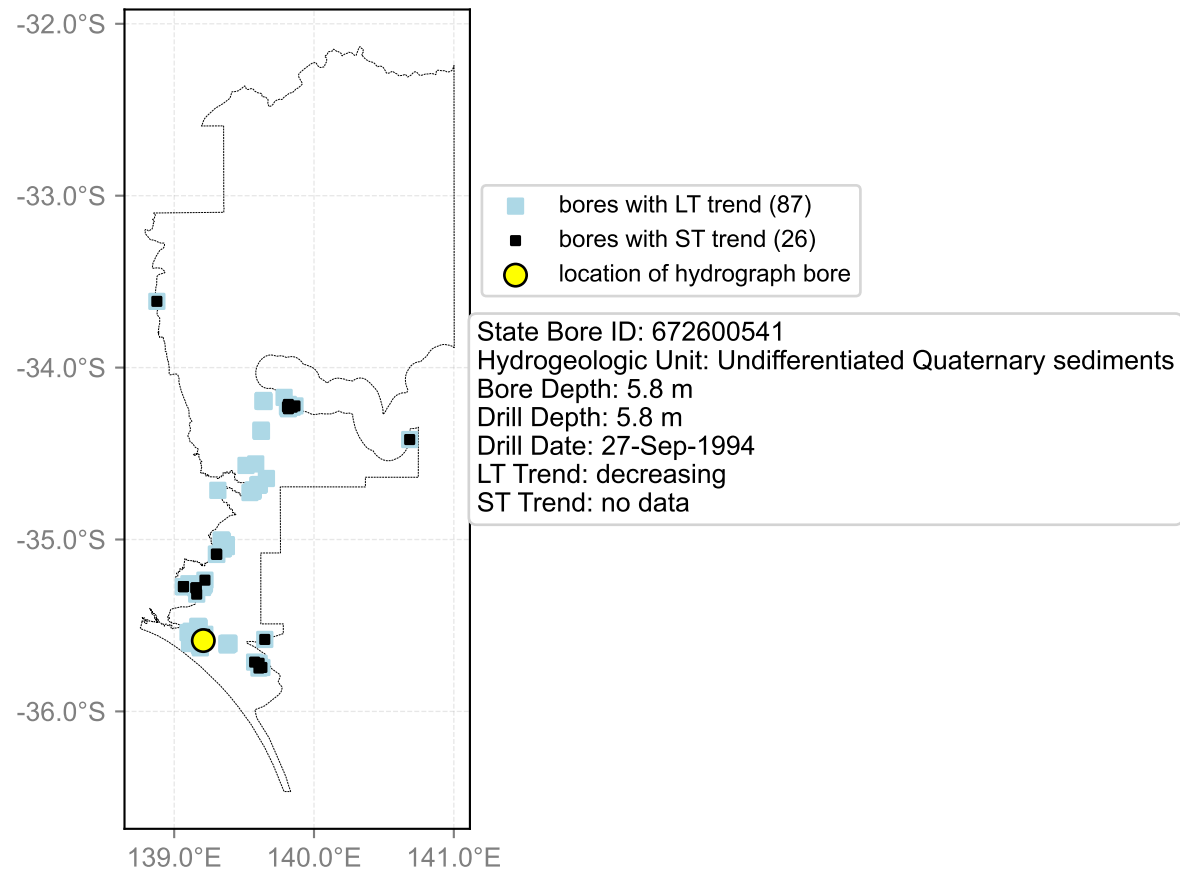 -32.0°S
-33.0°S
-34.0°S
-35.0°S
-36.0°S
139.0°E
140.0°E
141.0°E
bores with LT trend (87)
bores with ST trend (26)
location of hydrograph bore
State Bore ID: 672600541
Hydrogeologic Unit: Undifferentiated Quaternary sediments
Bore Depth: 5.8 m
Drill Depth: 5.8 m
Drill Date: 27-Sep-1994
LT Trend: decreasing
ST Trend: no data